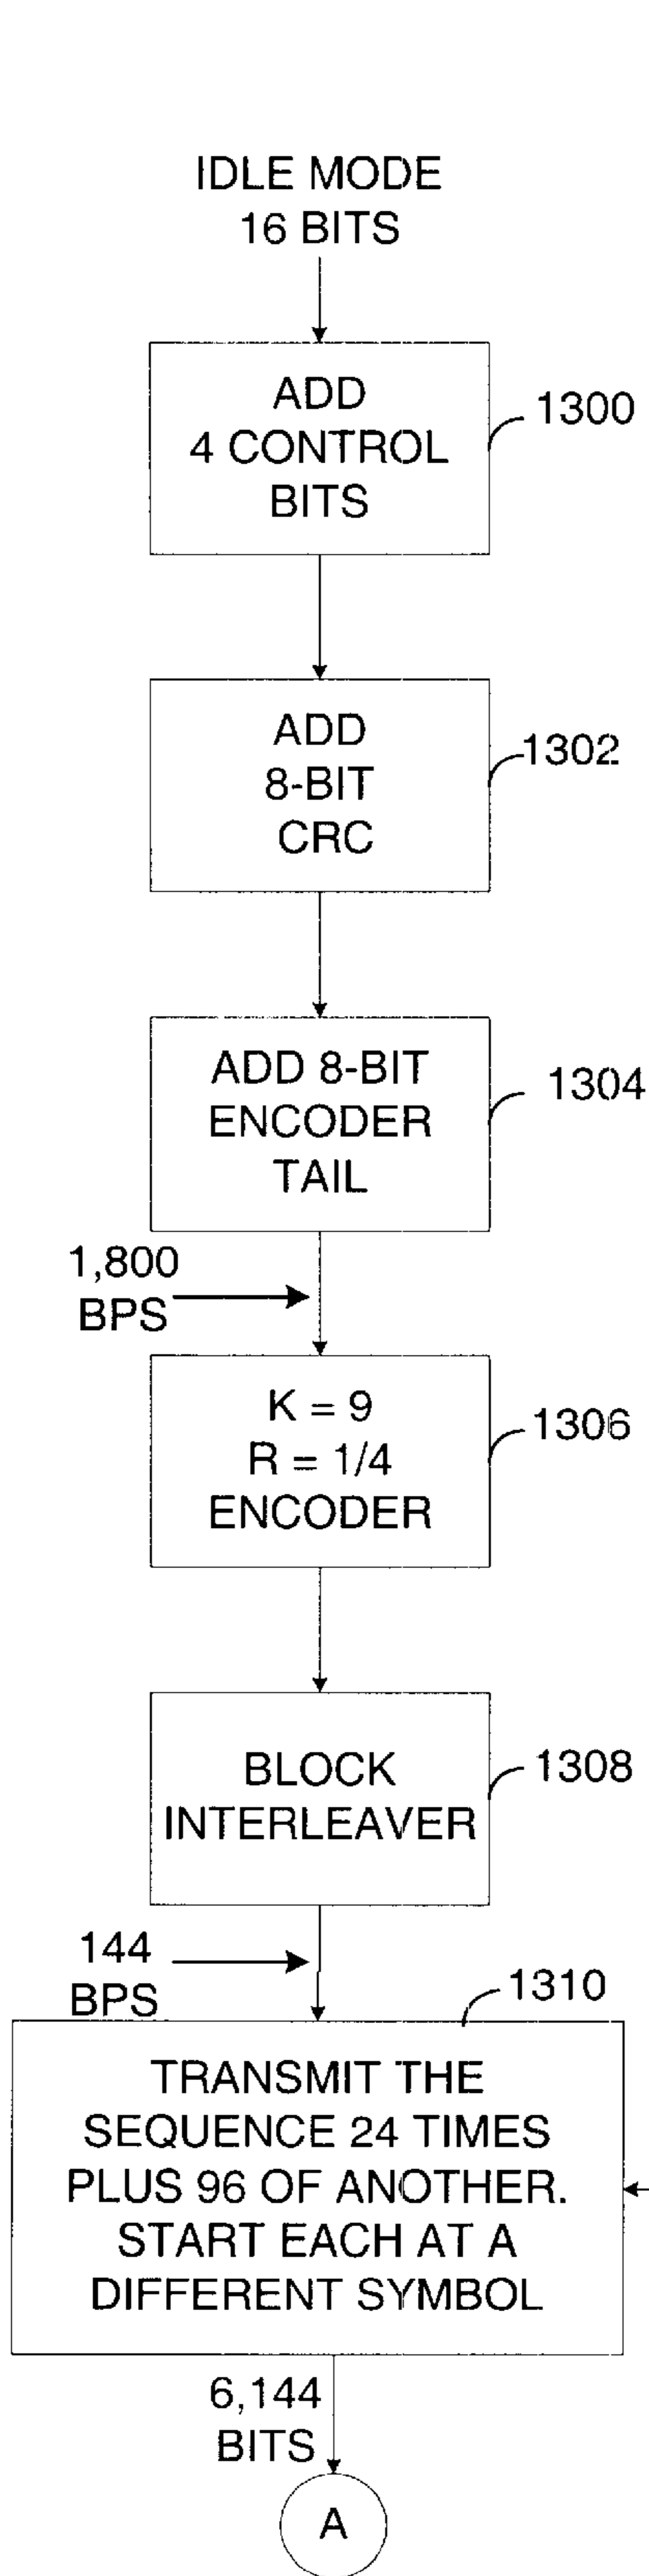 IDLE MODE
16 BITS
ADD
4 CONTROL
BITS
1300
ADD
8-BIT
CRC
1302
ADD 8-BIT
ENCODER
TAIL
1304
1,800
BPS
K = 9
R = 1/4
ENCODER
1306
BLOCK
INTERLEAVER
1308
144
BPS
1310
TRANSMIT THE
SEQUENCE 24 TIMES
PLUS 96 OF ANOTHER.
START EACH AT A
DIFFERENT SYMBOL
6,144
BITS
A